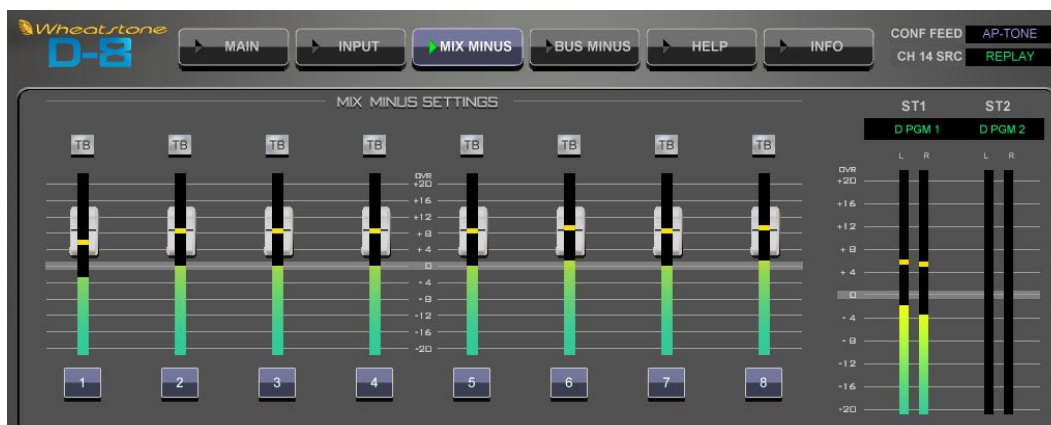 Wheatstone
D-8
MAIN
INPUT
MIX MINUS
BUS MINUS
HELP
INFO
CONF FEED AP-TONE
CH 14 SRC REPLAY
MIX MINUS SETTINGS
TB TB TB TB TB TB TB TB
OVR
+20
+16
+12
+8
+4
0
-4
-8
-12
-16
-20
1 2 3 4 5 6 7 8
ST1 ST2
D PGM 1 D PGM 2
L R L R
OVR
+20
+16
+12
+8
+4
0
-4
-8
-12
-16
-20